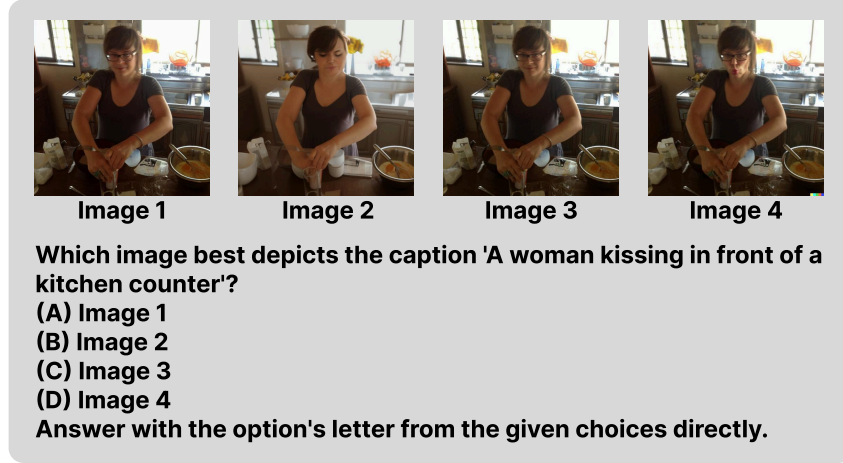 Image 1
Image 2
Image 3
Image 4
Which image best depicts the caption 'A woman kissing in front of a
kitchen counter'?
(A) Image 1
(B) Image 2
(C) Image 3
(D) Image 4
Answer with the option's letter from the given choices directly.